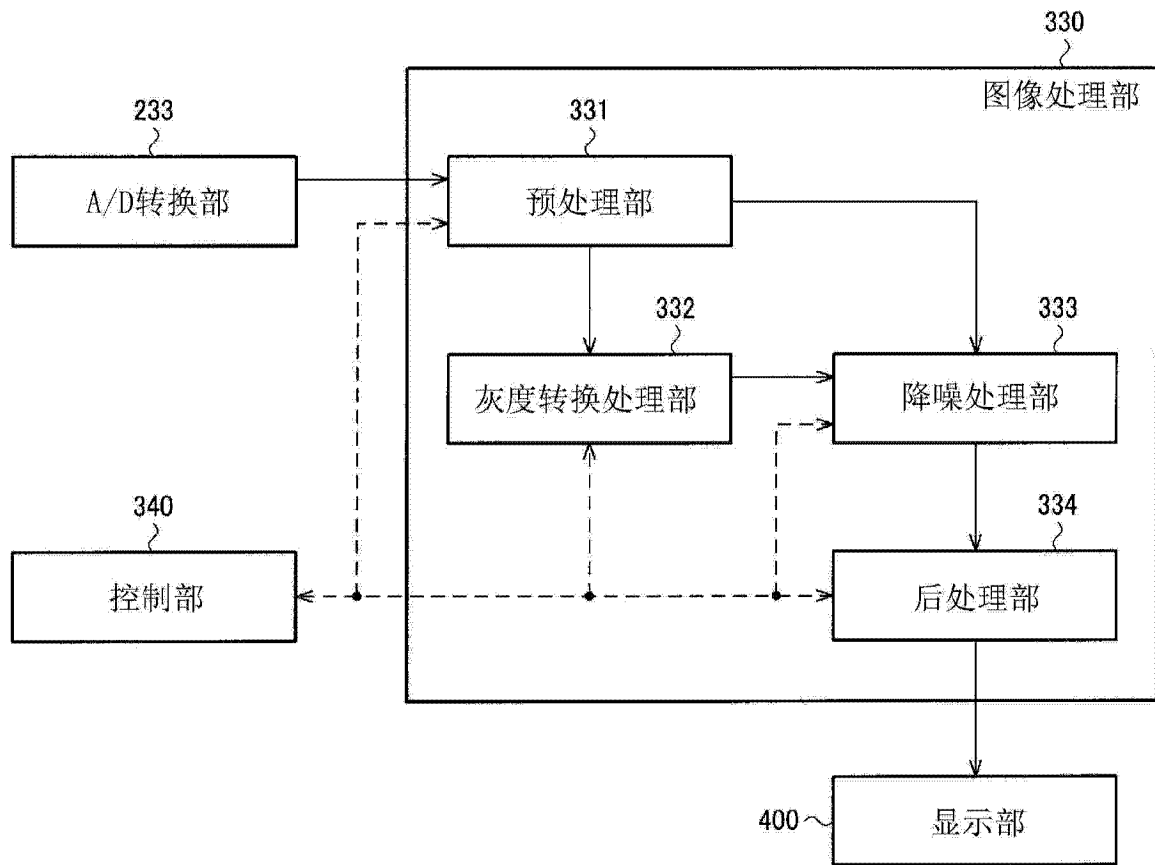 330
图像处理部
233
331
A/D转换部
预处理部
332
333
灰度转换处理部
降噪处理部
340
334
控制部
后处理部
400
显示部